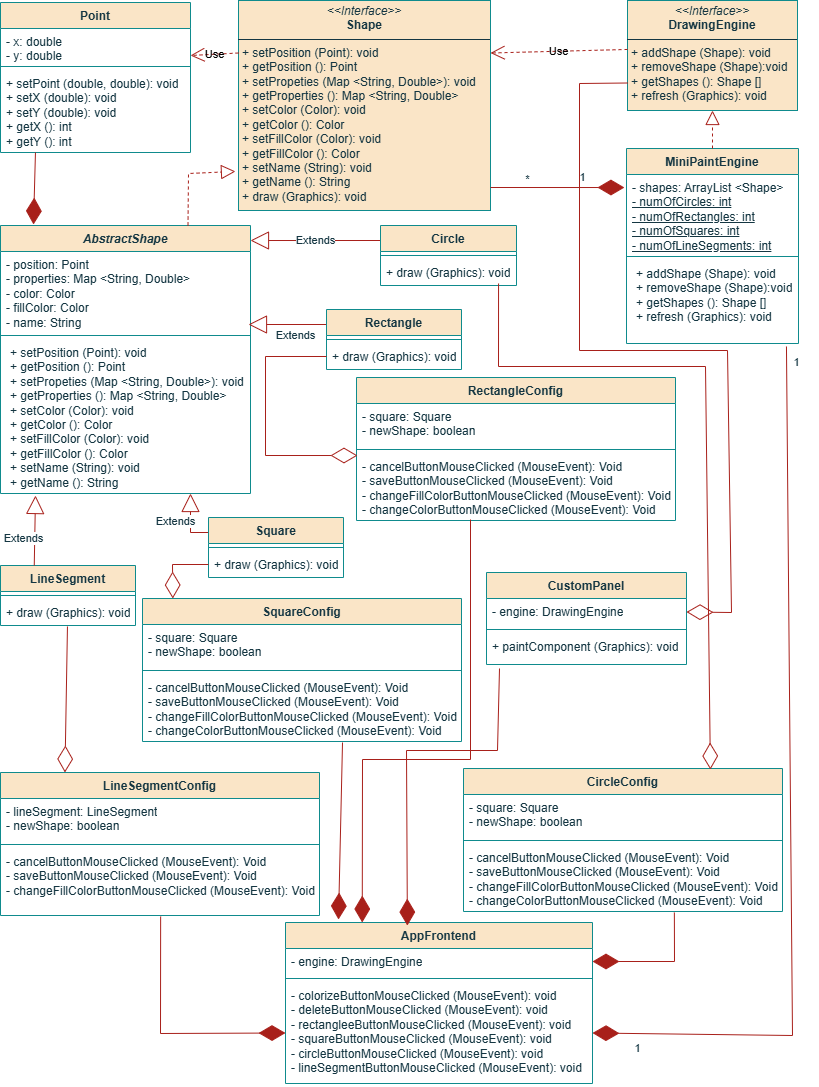 Point
- x: double
- y: double
+ setPoint (double, double): void
+ setX (double): void
+ setY (double): void
+ getX (): int
+ getY (): int
Use
<<Interface>>
Shape
+ setPosition (Point): void
+ getPosition (): Point
+ setPropeties (Map <String, Double>): void
+ getProperties (): Map <String, Double>
+ setColor (Color): void
+ getColor (): Color
+ setFillColor (Color): void
+ getFillColor (): Color
+ setName (String): void
+ getName (): String
+ draw (Graphics): void
Use
<<Interface>>
DrawingEngine
+ addShape (Shape): void
+ removeShape (Shape):void
+ getShapes (): Shape []
+ refresh (Graphics): void
*
1
MiniPaintEngine
- shapes: ArrayList <Shape>
- numOfCircles: int
- numOfRectangles: int
- numOfSquares: int
- numOfLineSegments: int
+ addShape (Shape): void
+ removeShape (Shape):void
+ getShapes (): Shape []
+ refresh (Graphics): void
1
AbstractShape
- position: Point
- properties: Map <String, Double>
- color: Color
- fillColor: Color
- name: String
+ setPosition (Point): void
+ getPosition (): Point
+ setPropeties (Map <String, Double>): void
+ getProperties (): Map <String, Double>
+ setColor (Color): void
+ getColor (): Color
+ setFillColor (Color): void
+ getFillColor (): Color
+ setName (String): void
+ getName (): String
Extends
Circle
+ draw (Graphics): void
Extends
Rectangle
+ draw (Graphics): void
RectangleConfig
- square: Square
- newShape: boolean
- cancelButtonMouseClicked (MouseEvent): Void
- saveButtonMouseClicked (MouseEvent): Void
- changeFillColorButtonMouseClicked (MouseEvent): Void
- changeColorButtonMouseClicked (MouseEvent): Void
Extends
Extends
Square
+ draw (Graphics): void
LineSegment
+ draw (Graphics): void
SquareConfig
- square: Square
- newShape: boolean
- cancelButtonMouseClicked (MouseEvent): Void
- saveButtonMouseClicked (MouseEvent): Void
- changeFillColorButtonMouseClicked (MouseEvent): Void
- changeColorButtonMouseClicked (MouseEvent): Void
CustomPanel
- engine: DrawingEngine
+ paintComponent (Graphics): void
LineSegmentConfig
- lineSegment: LineSegment
- newShape: boolean
- cancelButtonMouseClicked (MouseEvent): Void
- saveButtonMouseClicked (MouseEvent): Void
- changeFillColorButtonMouseClicked (MouseEvent): Void
CircleConfig
- square: Square
- newShape: boolean
- cancelButtonMouseClicked (MouseEvent): Void
- saveButtonMouseClicked (MouseEvent): Void
- changeFillColorButtonMouseClicked (MouseEvent): Void
- changeColorButtonMouseClicked (MouseEvent): Void
AppFrontend
- engine: DrawingEngine
- colorizeButtonMouseClicked (MouseEvent): void
- deleteButtonMouseClicked (MouseEvent): void
- rectangleeButtonMouseClicked (MouseEvent): void
- squareButtonMouseClicked (MouseEvent): void
- circleButtonMouseClicked (MouseEvent): void
- lineSegmentButtonMouseClicked (MouseEvent): void
1